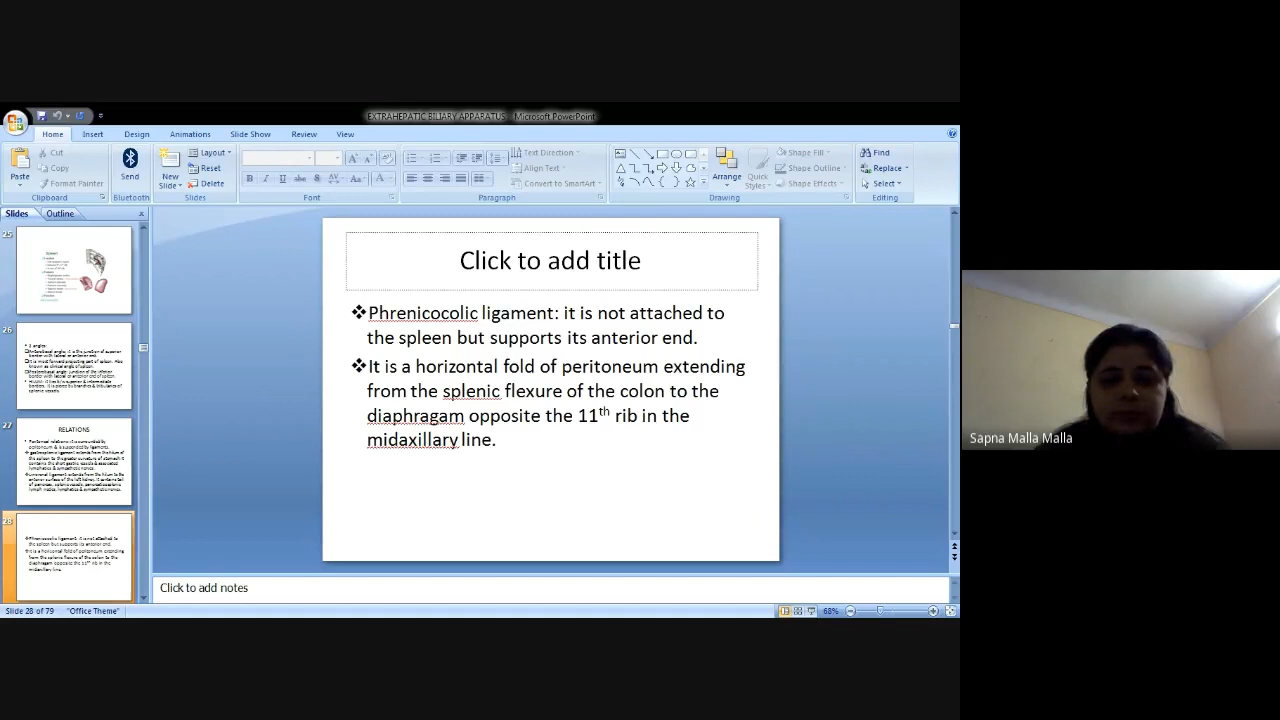 EXTRAHEPATIC BILIARY APPARATUS - Microsoft PowerPoint
Home Insert Design Animations Slide Show Review View
Paste
Cut
Copy
Format Painter
Clipboard
Send
Bluetooth
New Slide
Layout
Reset
Delete
Slides
Font
Paragraph
Text Direction
Align Text
Convert to SmartArt
Arrange
Quick Styles
Shape Fill
Shape Outline
Shape Effects
Drawing
Find
Replace
Select
Editing
Slides Outline
25
26
27
RELATIONS
28
Click to add title
❖Phrenicocolic ligament: it is not attached to
the spleen but supports its anterior end.
❖It is a horizontal fold of peritoneum extending
from the splenic flexure of the colon to the
diaphragam opposite the 11th rib in the
midaxillary line.
Click to add notes
Slide 28 of 79 "Office Theme" 68%
Sapna Malla Malla